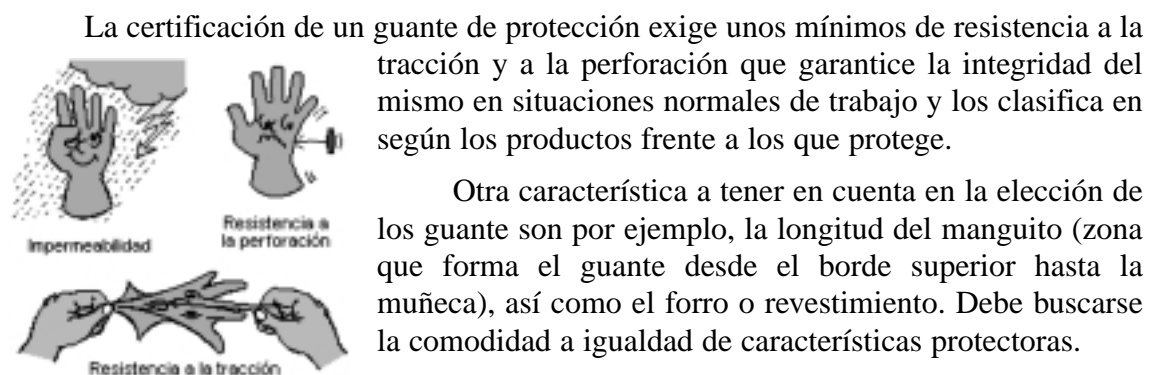 La certificación de un guante de protección exige unos mínimos de resistencia a la
tracción y a la perforación que garantice la integridad del
mismo en situaciones normales de trabajo y los clasifica en
según los productos frente a los que protege.
Otra característica a tener en cuenta en la elección de
los guante son por ejemplo, la longitud del manguito (zona
que forma el guante desde el borde superior hasta la
muñeca), así como el forro o revestimiento. Debe buscarse
la comodidad a igualdad de características protectoras.
Impermeabilidad
Resistencia a
la perforación
Resistencia a la tracción